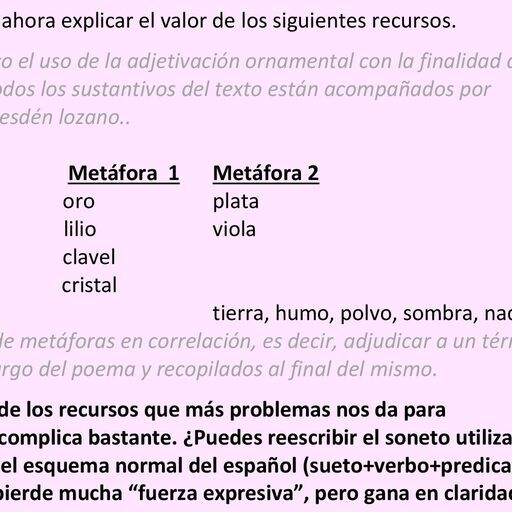 ahora explicar el valor de los siguientes recursos.
o el uso de la adjetivación ornamental con la finalidad
odos los sustantivos del texto están acompañados por
esdén lozano..
Metáfora 1 Metáfora 2
oro plata
lilio viola
clavel
cristal
tierra, humo, polvo, sombra, nad
de metáforas en correlación, es decir, adjudicar a un tér
argo del poema y recopilados al final del mismo.
de los recursos que más problemas nos da para
complica bastante. ¿Puedes reescribir el soneto utiliza
el esquema normal del español (sueto+verbo+predica
pierde mucha “fuerza expresiva”, pero gana en claridad